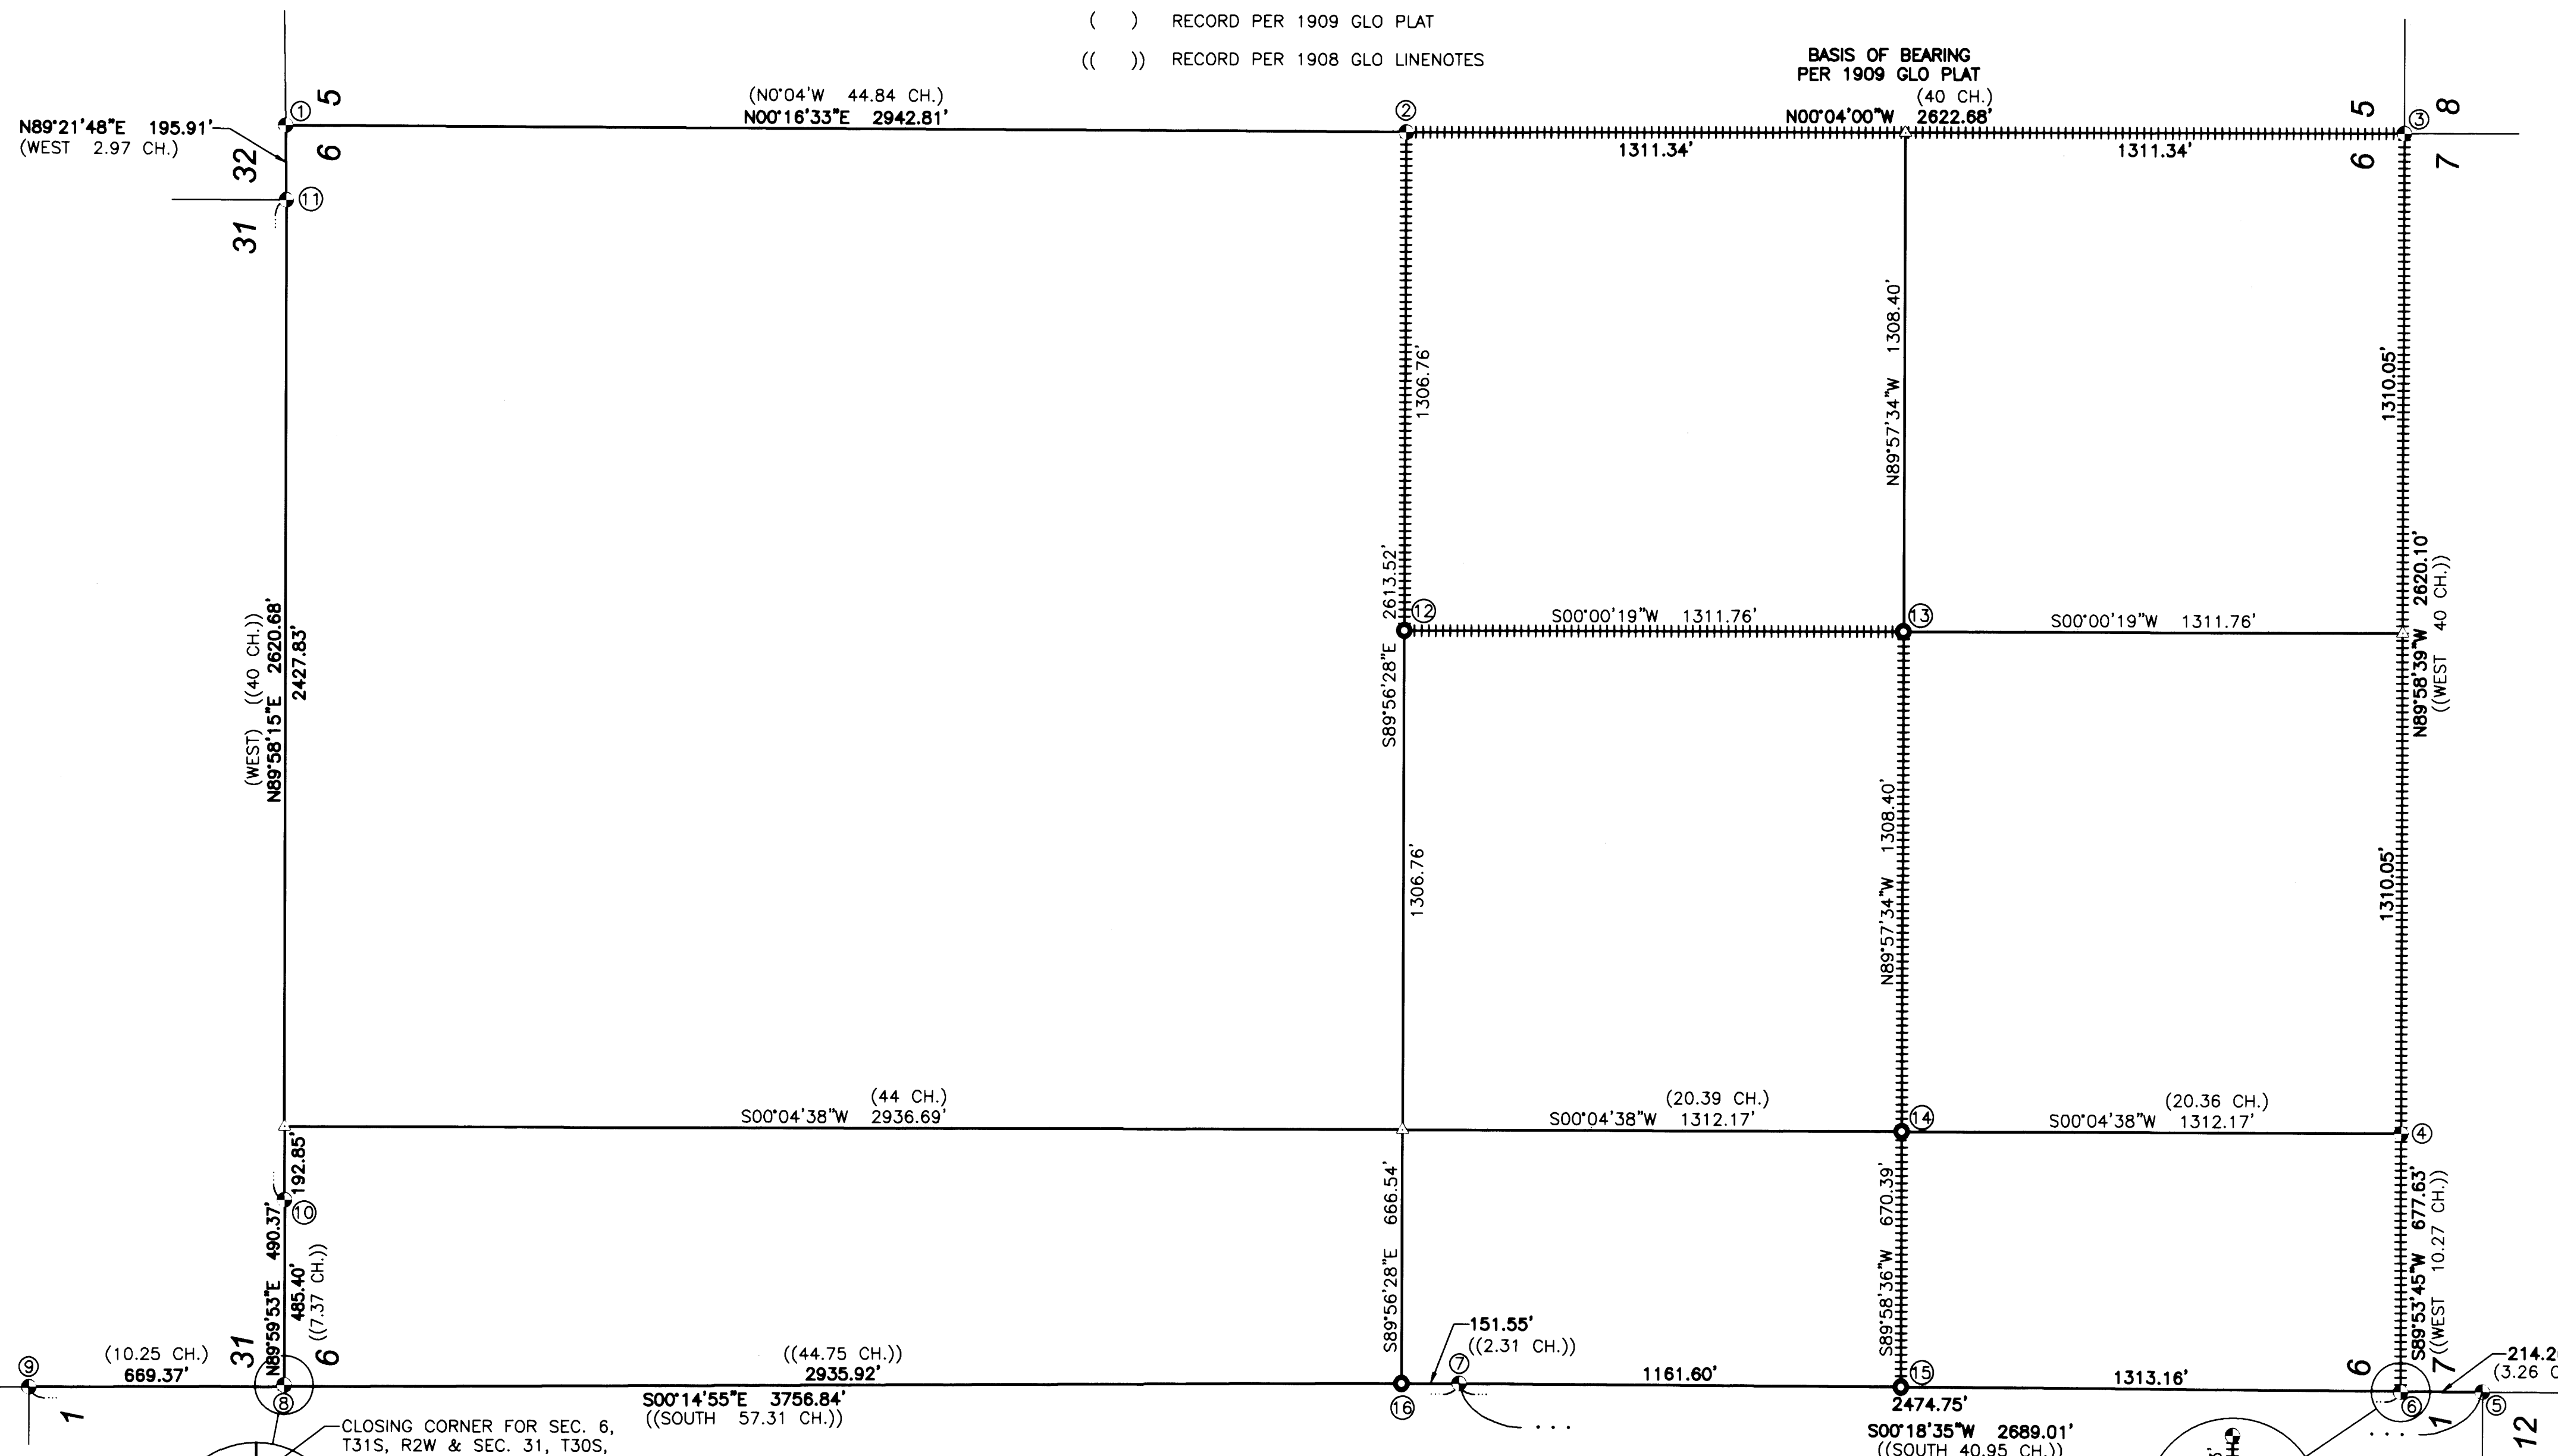 ( ) RECORD PER 1909 GLO PLAT
(( )) RECORD PER 1908 GLO LINENOTES
BASIS OF BEARING
PER 1909 GLO PLAT
(40 CH.)
N00°04'00"W 2622.68'
1311.34'
1311.34'
(N0°04'W 44.84 CH.)
N00°16'33"E 2942.81'
N89°21'48"E 195.91'
(WEST 2.97 CH.)
1
5
6
32
31
11
2
5
8
6
7
3
1306.76'
S89°56'28"E 2613.52'
N89°57'34"W 1308.40'
1310.05'
12
S00°00'19"W 1311.76'
13
S00°00'19"W 1311.76'
N89°58'39"W 2620.10'
((WEST 40 CH.))
(WEST) ((40 CH.))
N89°58'15"E 2620.68'
2427.83'
1306.76'
N89°57'34"W 1308.40'
1310.05'
(44 CH.)
S00°04'38"W 2936.69'
(20.39 CH.)
S00°04'38"W 1312.17'
14
(20.36 CH.)
S00°04'38"W 1312.17'
4
192.85'
10
N89°59'53"E 490.37'
485.40'
((7.37 CH.))
S89°56'28"E 666.54'
S89°58'36"W 670.39'
S89°53'45"W 677.63'
((WEST 10.27 CH.))
31
6
9
(10.25 CH.)
669.37'
1
8
((44.75 CH.))
2935.92'
S00°14'55"E 3756.84'
((SOUTH 57.31 CH.))
16
151.55'
((2.31 CH.))
7
1161.60'
15
1313.16'
2474.75'
S00°18'35"W 2689.01'
((SOUTH 40.95 CH.))
6
7
6
1
5
12
214.2
(3.26
CLOSING CORNER FOR SEC. 6,
T31S, R2W & SEC. 31, T30S,